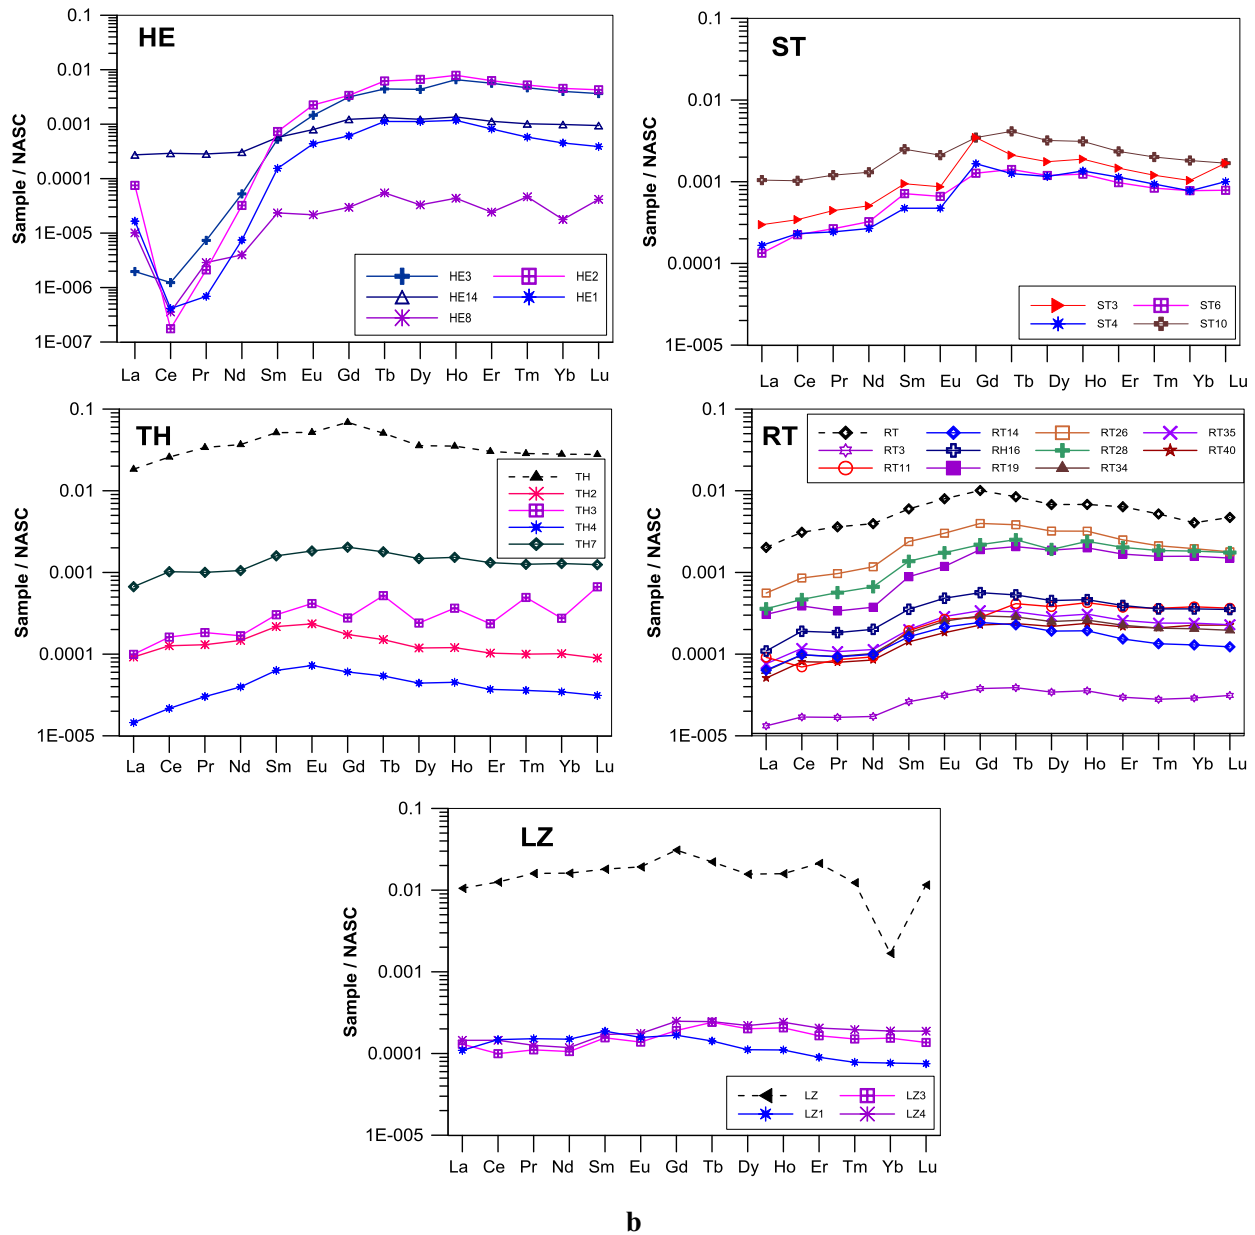 HE
0.1
0.01
0.001
0.0001
1E-005
1E-006
1E-007
Sample / NASC
La Ce Pr Nd Sm Eu Gd Tb Dy Ho Er Tm Yb Lu
HE3 HE2
HE14 HE1
HE8
ST
0.1
0.01
0.001
0.0001
1E-005
Sample / NASC
La Ce Pr Nd Sm Eu Gd Tb Dy Ho Er Tm Yb Lu
ST3 ST6
ST4 ST10
TH
0.1
0.01
0.001
0.0001
1E-005
Sample / NASC
La Ce Pr Nd Sm Eu Gd Tb Dy Ho Er Tm Yb Lu
TH
TH2
TH3
TH4
TH7
RT
0.1
0.01
0.001
0.0001
1E-005
Sample / NASC
La Ce Pr Nd Sm Eu Gd Tb Dy Ho Er Tm Yb Lu
RT RT14 RT26 RT35
RT3 RH16 RT28 RT40
RT11 RT19 RT34
LZ
0.1
0.01
0.001
0.0001
1E-005
Sample / NASC
La Ce Pr Nd Sm Eu Gd Tb Dy Ho Er Tm Yb Lu
LZ LZ3
LZ1 LZ4
b